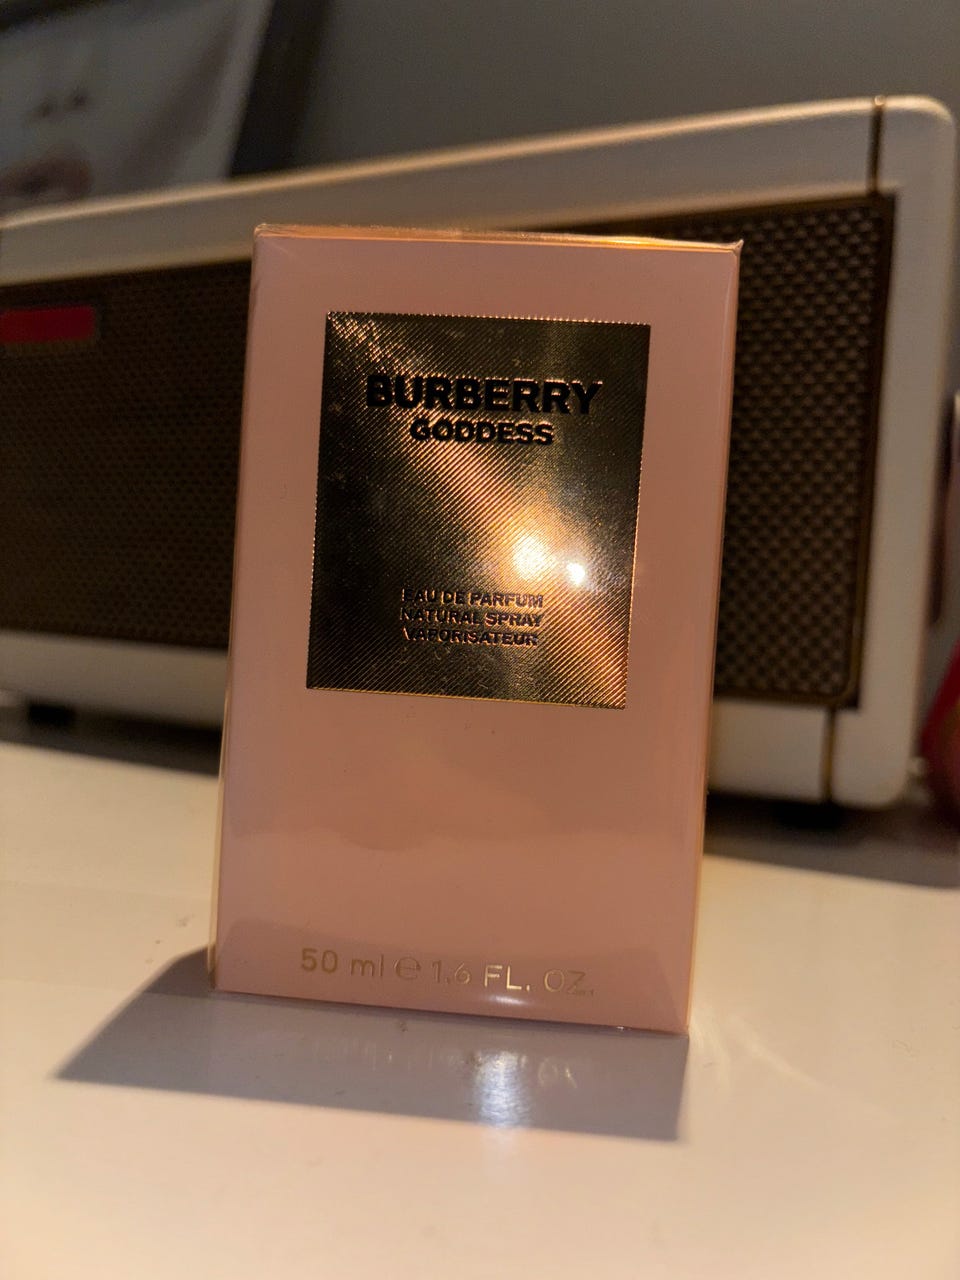 BURBERRY
GODDESS
EAU DE PARFUM
NATURAL SPRAY
VAPORISATEUR
50 ml ℮ 1.6 FL. OZ.